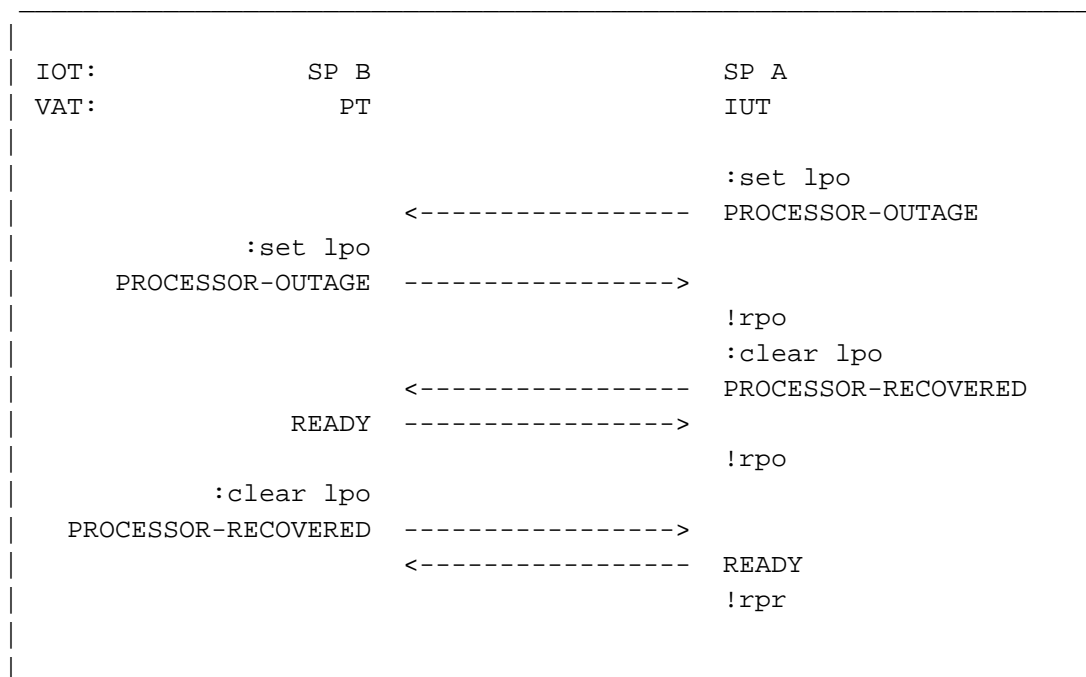 IOT: SP B SP A
VAT: PT IUT
:set lpo
<----------------- PROCESSOR-OUTAGE
:set lpo
PROCESSOR-OUTAGE ----------------->
!rpo
:clear lpo
<----------------- PROCESSOR-RECOVERED
READY ----------------->
!rpo
:clear lpo
PROCESSOR-RECOVERED ----------------->
<----------------- READY
!rpr